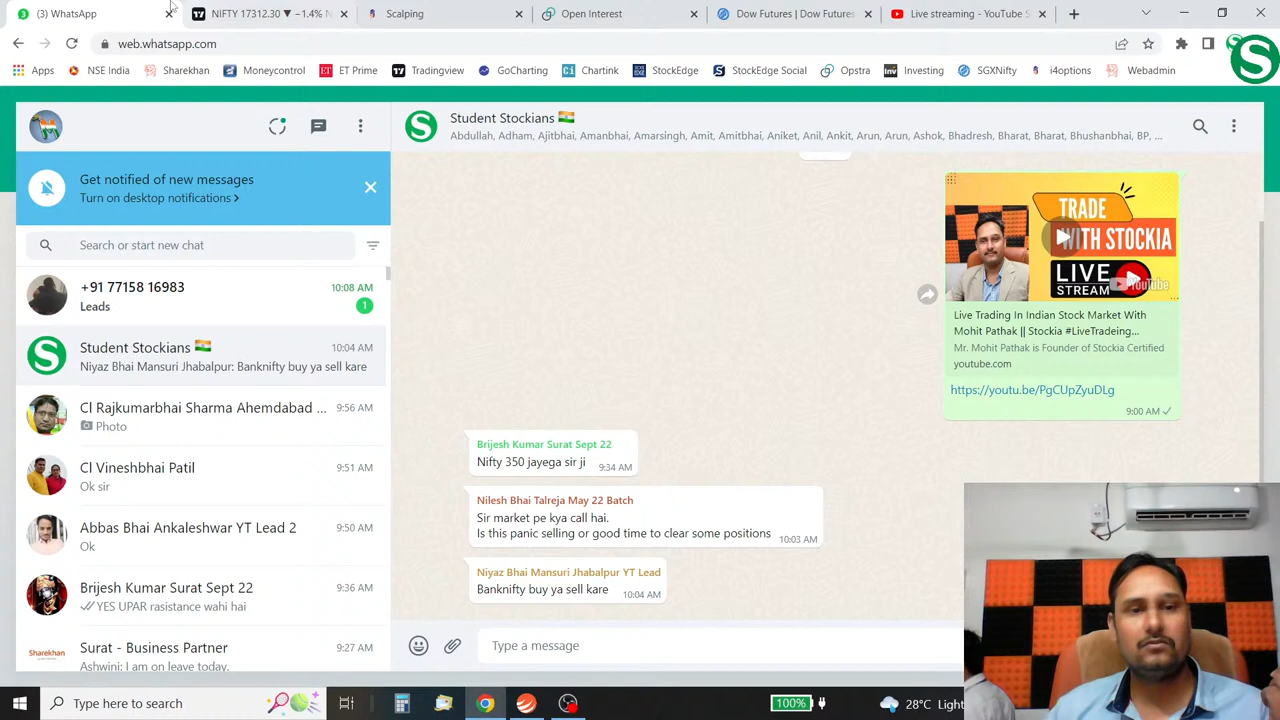 (3) WhatsApp
NIFTY 17312.30 ▼ −1.4% N
Scalping
Open Interest
Dow Futures | Dow Futures
Live streaming - YouTube S
web.whatsapp.com
Apps
NSE India
Sharekhan
Moneycontrol
ET Prime
Tradingview
GoCharting
Chartink
StockEdge
StockEdge Social
Opstra
Investing
SGXNifty
i4options
Webadmin
Get notified of new messages
Turn on desktop notifications >
Search or start new chat
+91 77158 16983
10:08 AM
Leads
1
Student Stockians 🇮🇳
10:04 AM
Niyaz Bhai Mansuri Jhabalpur: Banknifty buy ya sell kare
Cl Rajkumarbhai Sharma Ahemdabad ...
9:56 AM
Photo
Cl Vineshbhai Patil
9:51 AM
Ok sir
Abbas Bhai Ankaleshwar YT Lead 2
9:50 AM
Ok
Brijesh Kumar Surat Sept 22
9:36 AM
YES UPAR rasistance wahi hai
Surat - Business Partner
9:27 AM
Ashwini: I am on leave today.
Sharekhan
Student Stockians 🇮🇳
Abdullah, Adham, Ajitbhai, Amanbhai, Amarsingh, Amit, Amitbhai, Aniket, Anil, Ankit, Arun, Arun, Ashok, Bhadresh, Bharat, Bharat, Bhushanbhai, BP, ...
TRADE
WITH STOCKIA
LIVE
STREAM
YouTube
Live Trading In Indian Stock Market With
Mohit Pathak || Stockia #LiveTradeing...
Mr. Mohit Pathak is Founder of Stockia Certified
youtube.com
https://youtu.be/PgCUpZyuDLg
9:00 AM
Brijesh Kumar Surat Sept 22
Nifty 350 jayega sir ji
9:34 AM
Nilesh Bhai Talreja May 22 Batch
Sir market pe kya call hai.
Is this panic selling or good time to clear some positions
10:03 AM
Niyaz Bhai Mansuri Jhabalpur YT Lead
Banknifty buy ya sell kare
10:04 AM
Type a message
Type here to search
100%
28°C Light